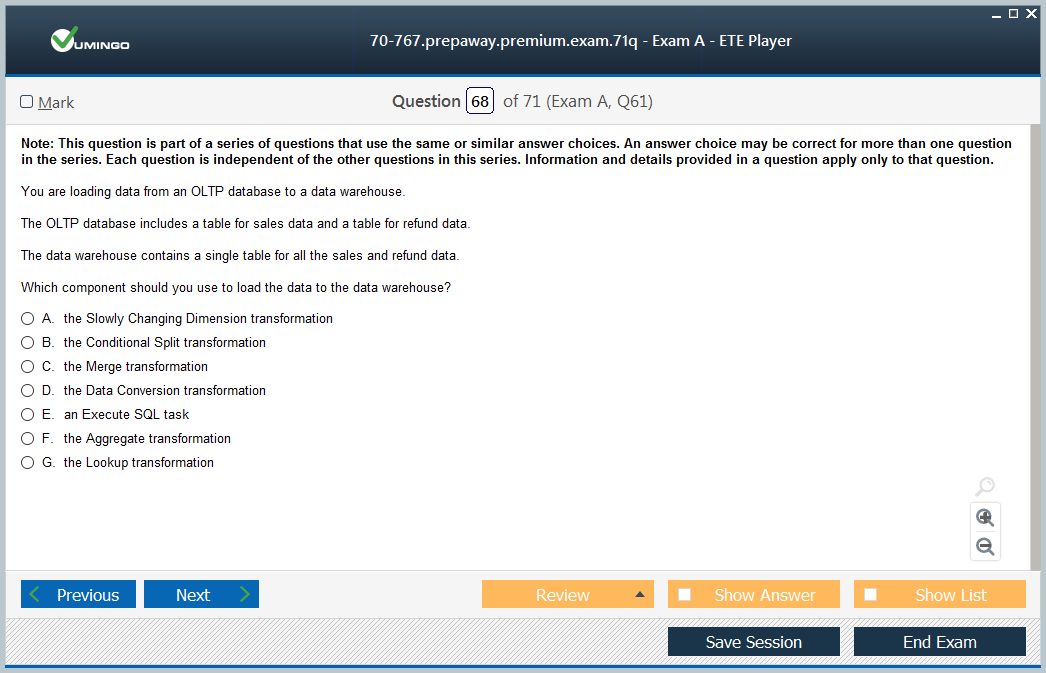 VUMINGO
70-767.prepaway.premium.exam.71q - Exam A - ETE Player
Mark
Question 68 of 71 (Exam A, Q61)
Note: This question is part of a series of questions that use the same or similar answer choices. An answer choice may be correct for more than one question
in the series. Each question is independent of the other questions in this series. Information and details provided in a question apply only to that question.
You are loading data from an OLTP database to a data warehouse.
The OLTP database includes a table for sales data and a table for refund data.
The data warehouse contains a single table for all the sales and refund data.
Which component should you use to load the data to the data warehouse?
A. the Slowly Changing Dimension transformation
B. the Conditional Split transformation
C. the Merge transformation
D. the Data Conversion transformation
E. an Execute SQL task
F. the Aggregate transformation
G. the Lookup transformation
Previous Next Review Show Answer Show List
Save Session End Exam